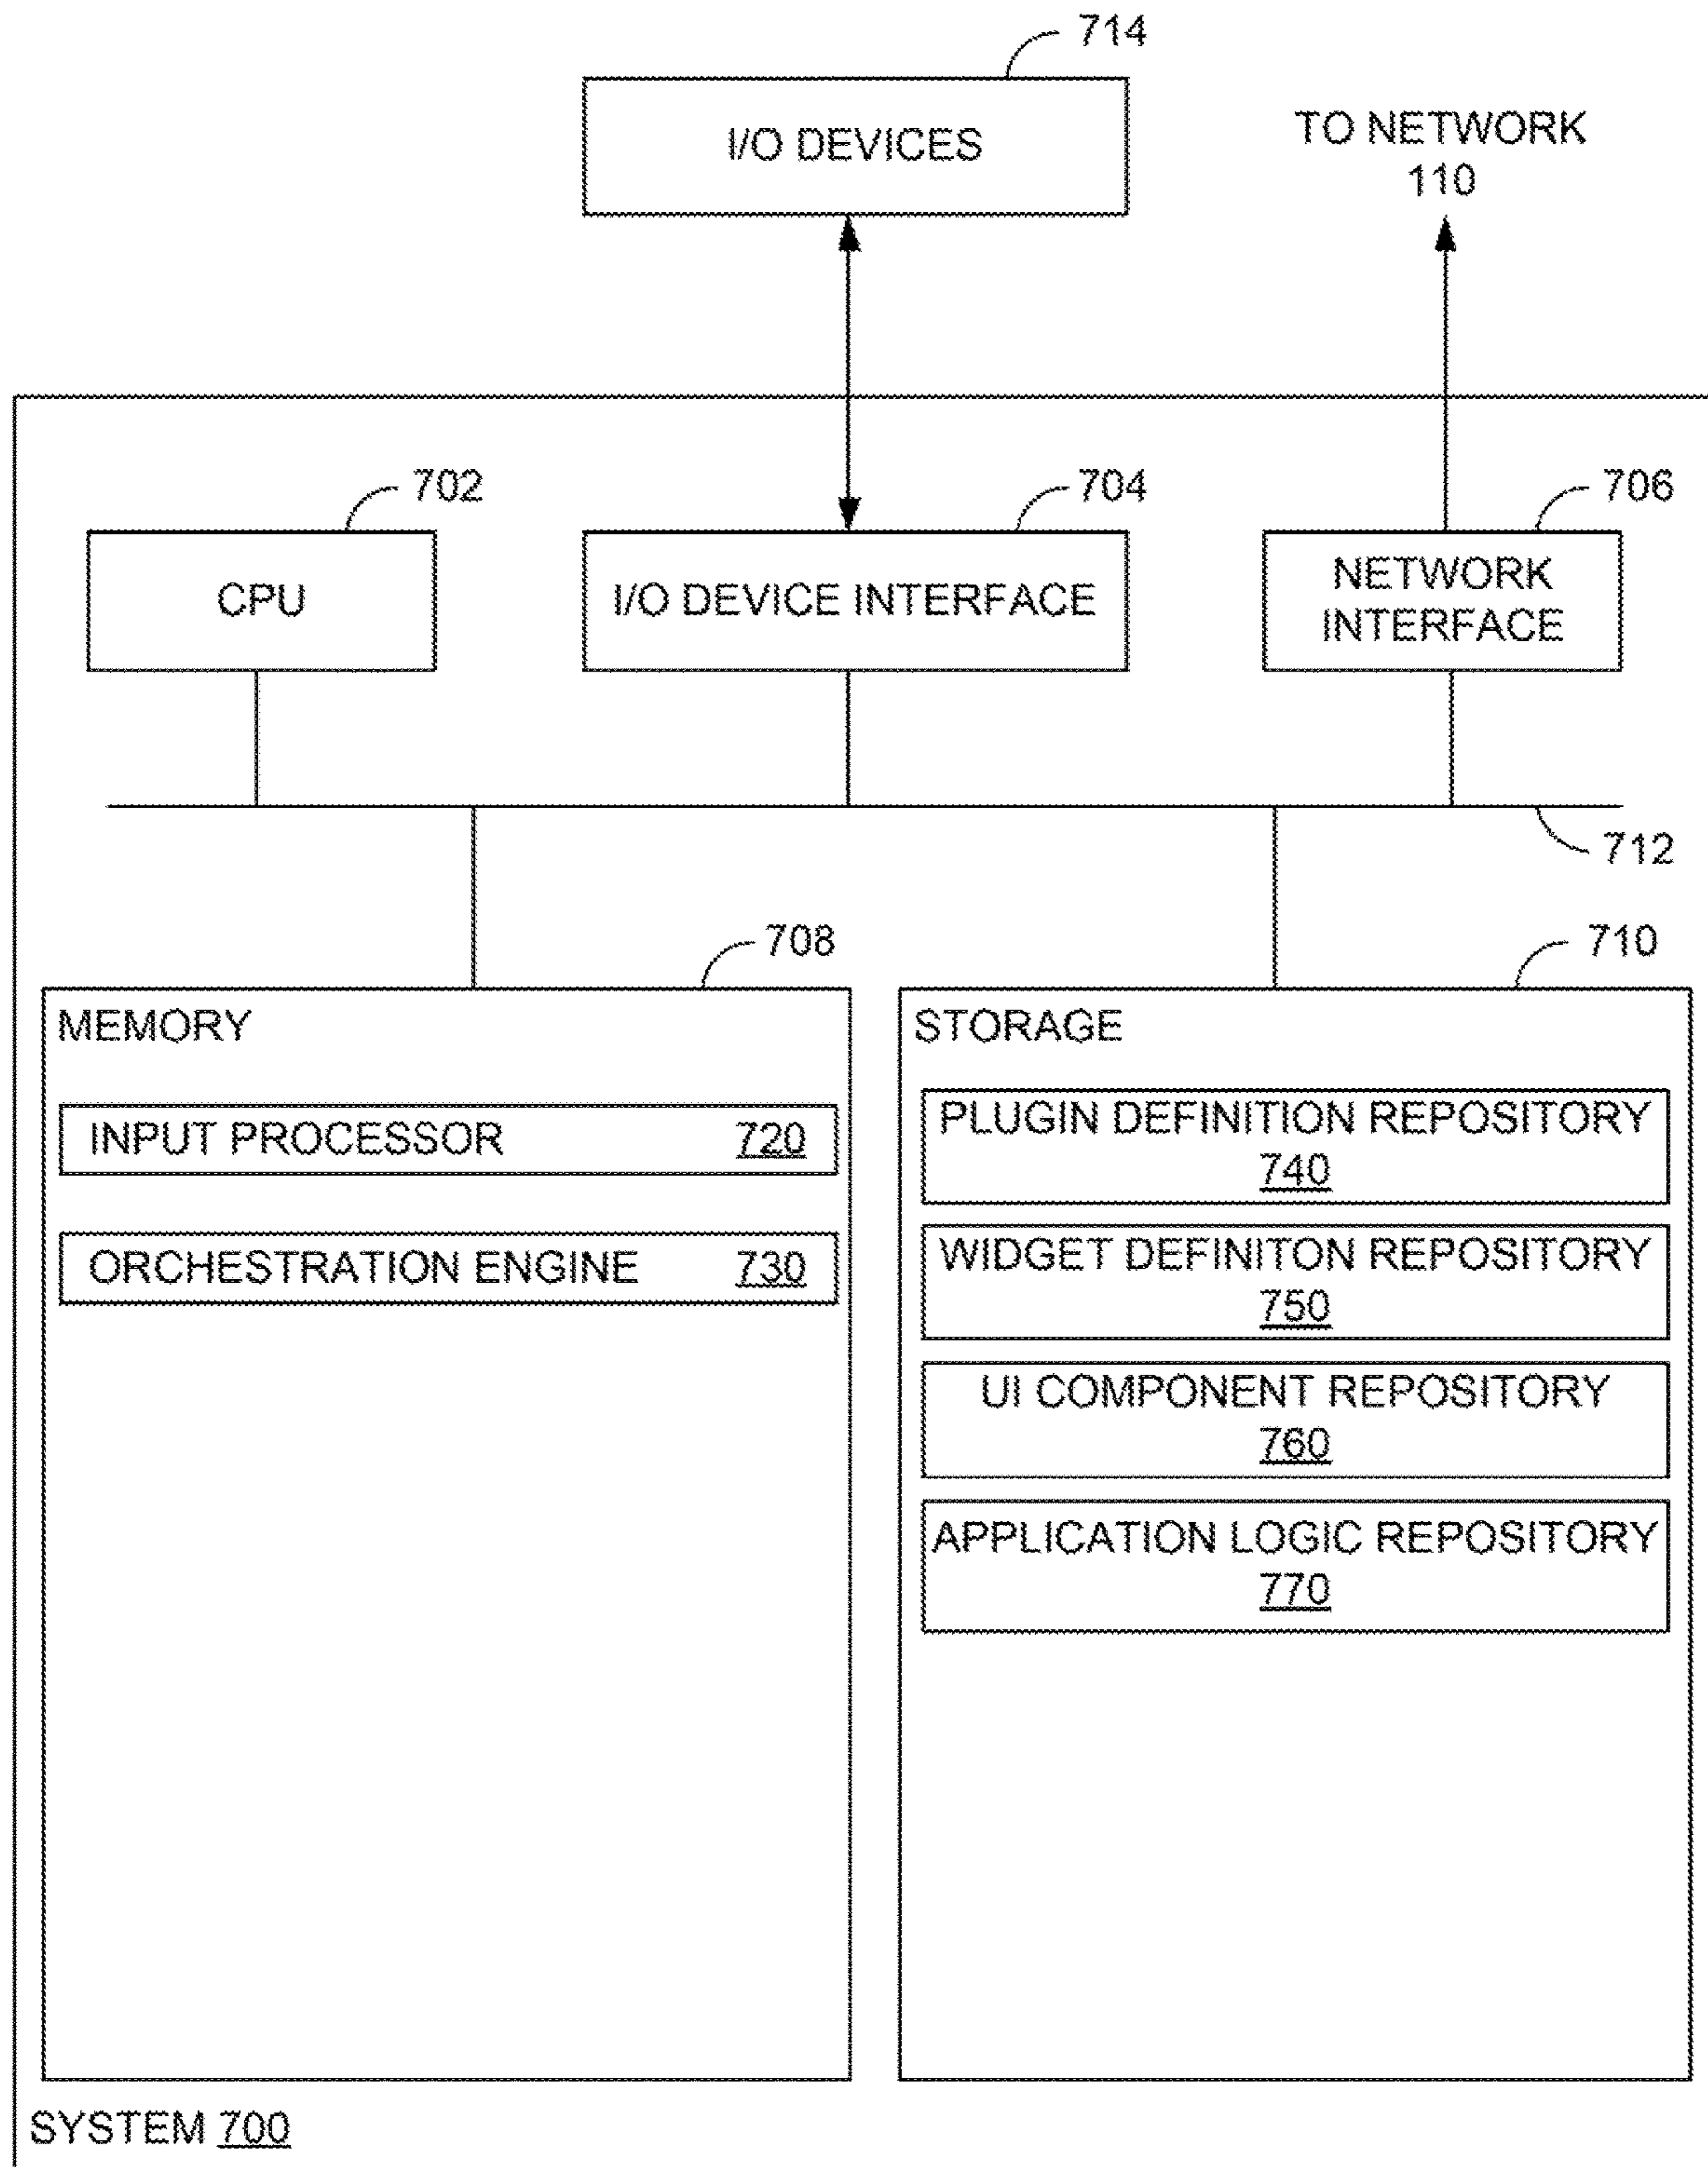 714
I/O DEVICES
TO NETWORK
110
702
704
706
CPU
I/O DEVICE INTERFACE
NETWORK
INTERFACE
712
708
710
MEMORY
INPUT PROCESSOR 720
ORCHESTRATION ENGINE 730
STORAGE
PLUGIN DEFINITION REPOSITORY
740
WIDGET DEFINITON REPOSITORY
750
UI COMPONENT REPOSITORY
760
APPLICATION LOGIC REPOSITORY
770
SYSTEM 700